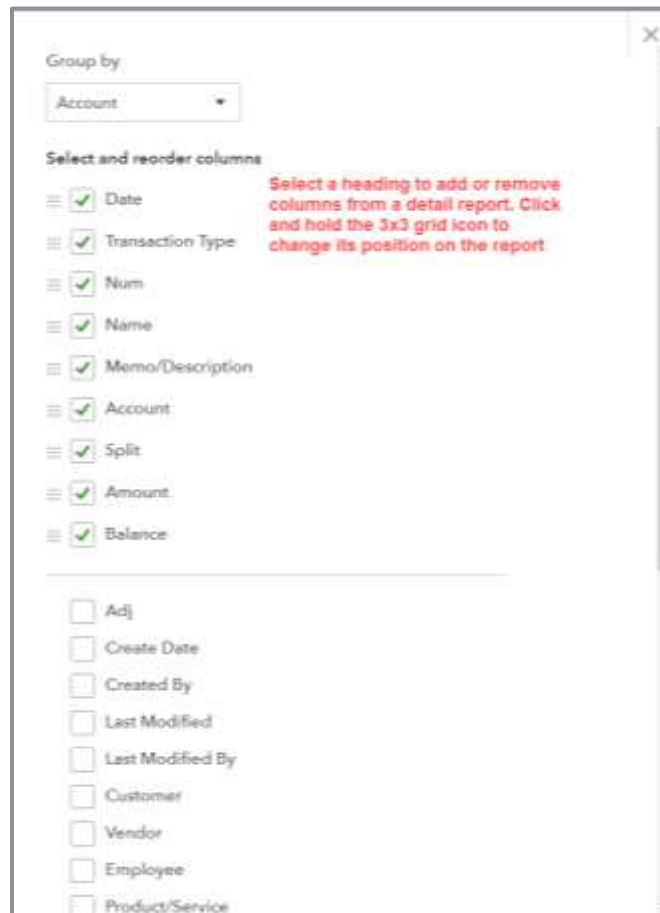 Group by
Account
Select and reorder columns
Date
Select a heading to add or remove
columns from a detail report. Click
and hold the 3x3 grid icon to
change its position on the report
Transaction Type
Num
Name
Memo/Description
Account
Split
Amount
Balance
Adj
Create Date
Created By
Last Modified
Last Modified By
Customer
Vendor
Employee
Product/Service